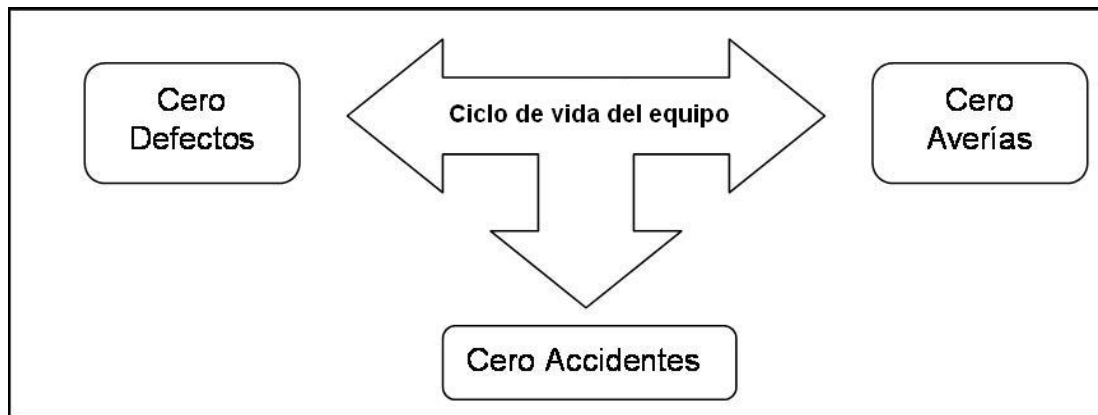 Cero
Defectos
Ciclo de vida del equipo
Cero
Averías
Cero Accidentes